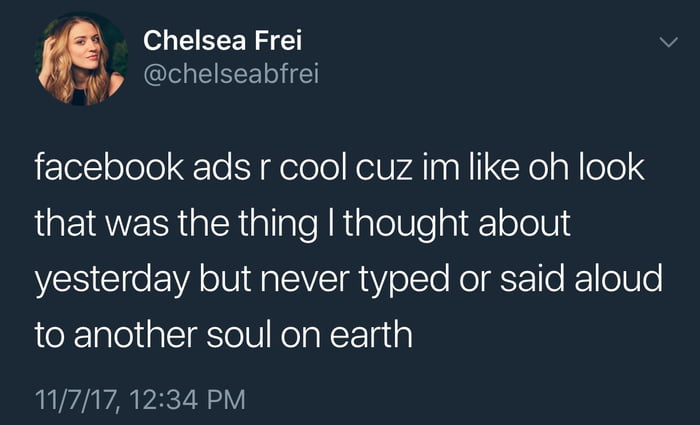 Chelsea Frei
@chelseabfrei
facebook ads r cool cuz im like oh look
that was the thing I thought about
yesterday but never typed or said aloud
to another soul on earth
11/7/17, 12:34 PM